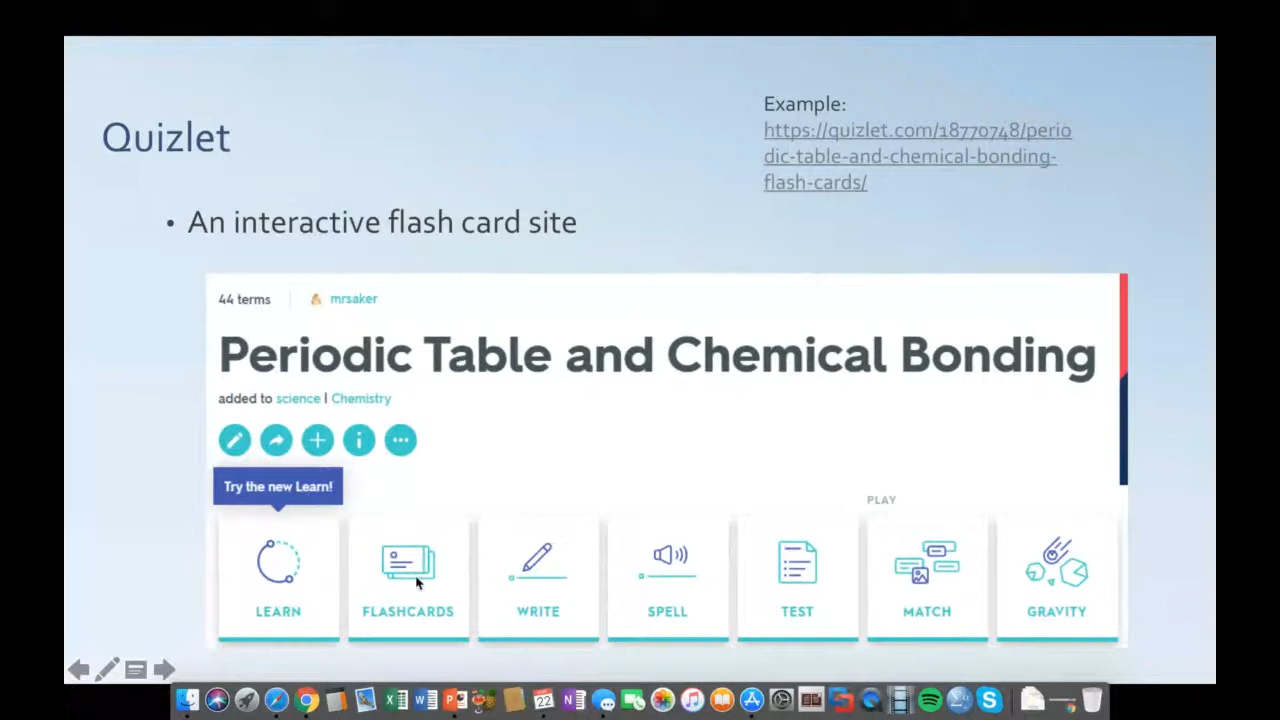 Quizlet
Example:
https://quizlet.com/18770748/perio
dic-table-and-chemical-bonding-
flash-cards/
• An interactive flash card site
44 terms mrsaker
Periodic Table and Chemical Bonding
added to science | Chemistry
Try the new Learn!
PLAY
LEARN FLASHCARDS WRITE SPELL TEST MATCH GRAVITY
22